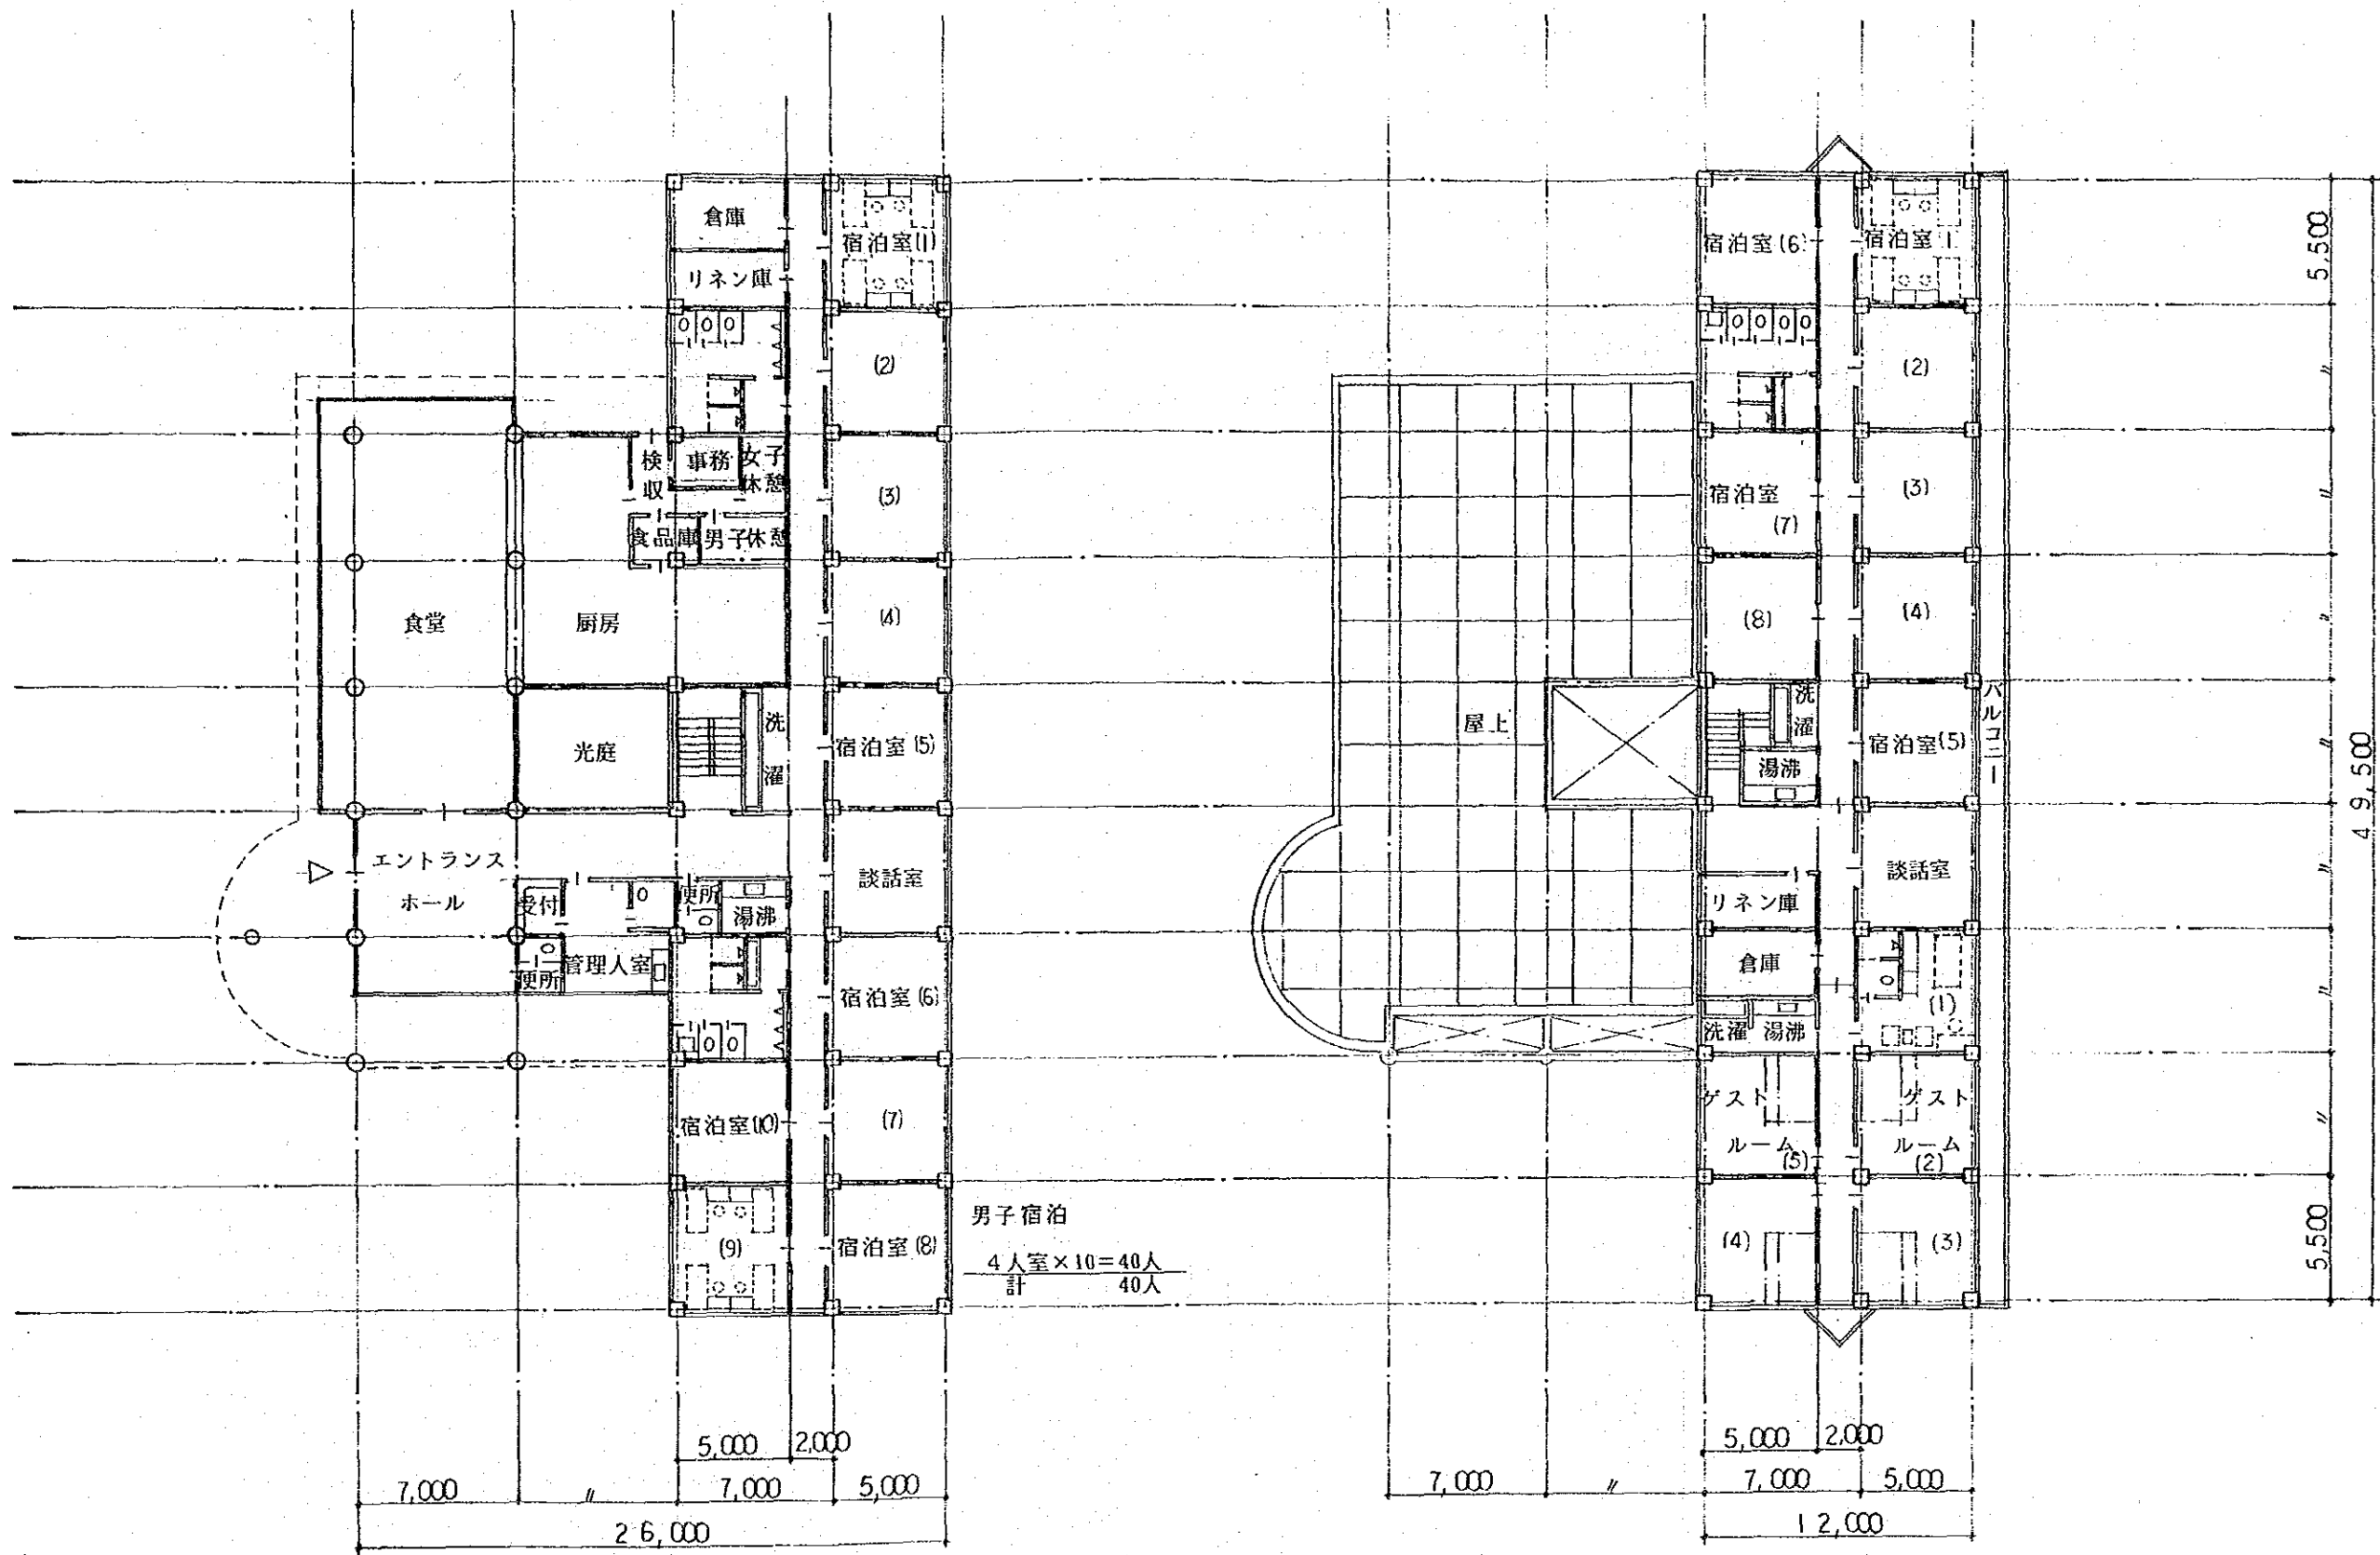 倉庫
宿泊室(1)
リネン庫
(2)
検収
事務
女子休憩
(3)
食品庫
男子休憩
食堂
厨房
(4)
光庭
洗濯
宿泊室(5)
エントランス
ホール
談話室
受付
便所
湯沸
便所
管理人室
宿泊室(6)
宿泊室(10)
(7)
(9)
宿泊室(8)
男子宿泊
4人室×10=40人
計 40人
5,000
2,000
7,000
〃
7,000
5,000
26,000
宿泊室(6)
宿泊室 1
(2)
宿泊室
(7)
(3)
(8)
(4)
屋上
洗濯
湯沸
宿泊室(5)
バルコニー
リネン庫
談話室
倉庫
(1)
洗濯
湯沸
ゲスト
ルーム
(5)
ゲスト
ルーム
(2)
(4)
(3)
5,500
〃
〃
〃
〃
〃
〃
〃
5,500
49,500
5,000
2,000
7,000
〃
7,000
5,000
12,000